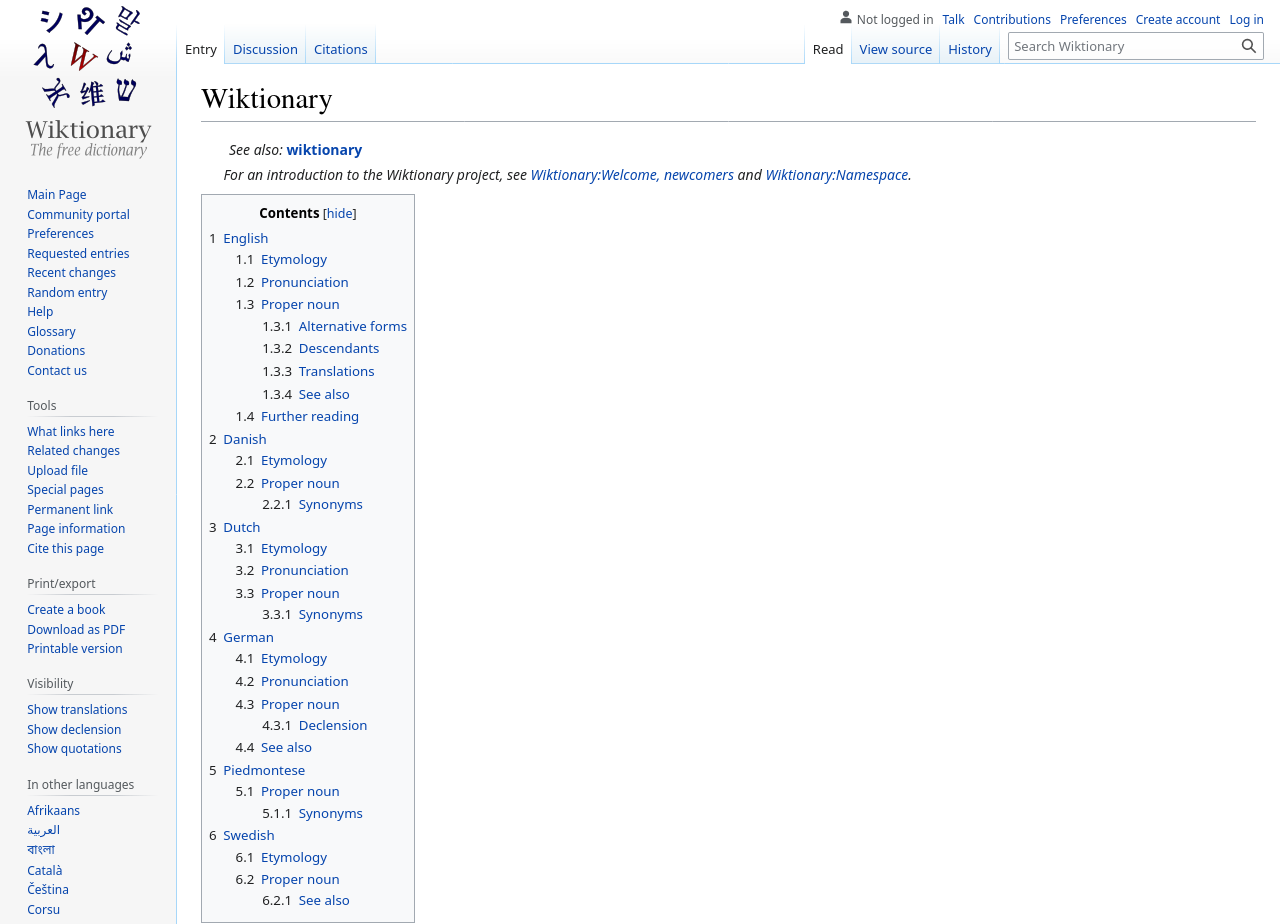 Not logged in Talk Contributions Preferences Create account Log in
Entry Discussion Citations Read View source History Search Wiktionary
Wiktionary
The free dictionary
Main Page
Community portal
Preferences
Requested entries
Recent changes
Random entry
Help
Glossary
Donations
Contact us
Tools
What links here
Related changes
Upload file
Special pages
Permanent link
Page information
Cite this page
Print/export
Create a book
Download as PDF
Printable version
Visibility
Show translations
Show declension
Show quotations
In other languages
Afrikaans
العربية
বাংলা
Català
Čeština
Corsu
Wiktionary
See also: wiktionary
For an introduction to the Wiktionary project, see Wiktionary:Welcome, newcomers and Wiktionary:Namespace.
Contents [hide]
1 English
1.1 Etymology
1.2 Pronunciation
1.3 Proper noun
1.3.1 Alternative forms
1.3.2 Descendants
1.3.3 Translations
1.3.4 See also
1.4 Further reading
2 Danish
2.1 Etymology
2.2 Proper noun
2.2.1 Synonyms
3 Dutch
3.1 Etymology
3.2 Pronunciation
3.3 Proper noun
3.3.1 Synonyms
4 German
4.1 Etymology
4.2 Pronunciation
4.3 Proper noun
4.3.1 Declension
4.4 See also
5 Piedmontese
5.1 Proper noun
5.1.1 Synonyms
6 Swedish
6.1 Etymology
6.2 Proper noun
6.2.1 See also